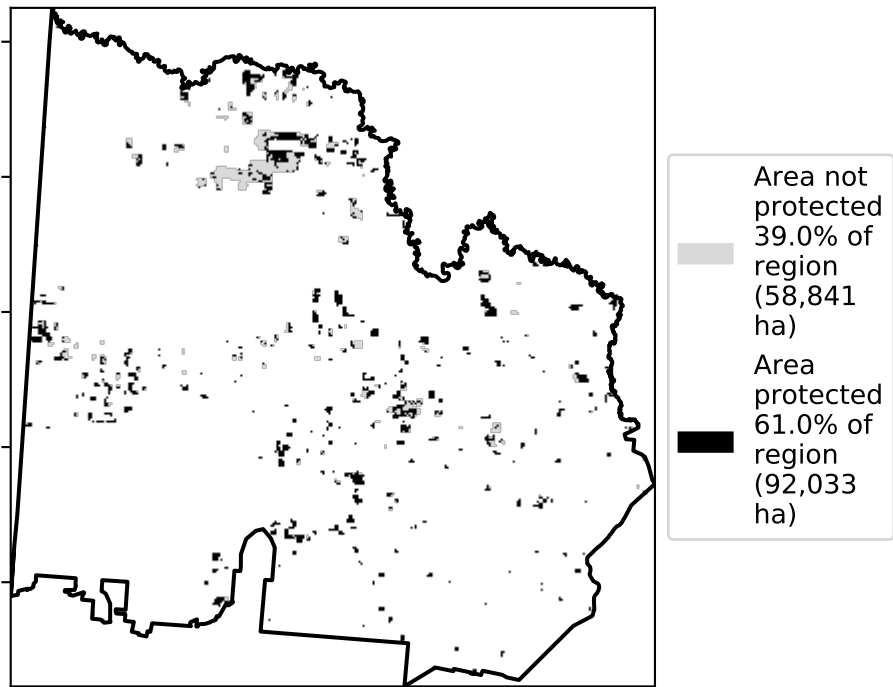 Area not
protected
39.0% of
region
(58,841
ha)
Area
protected
61.0% of
region
(92,033
ha)